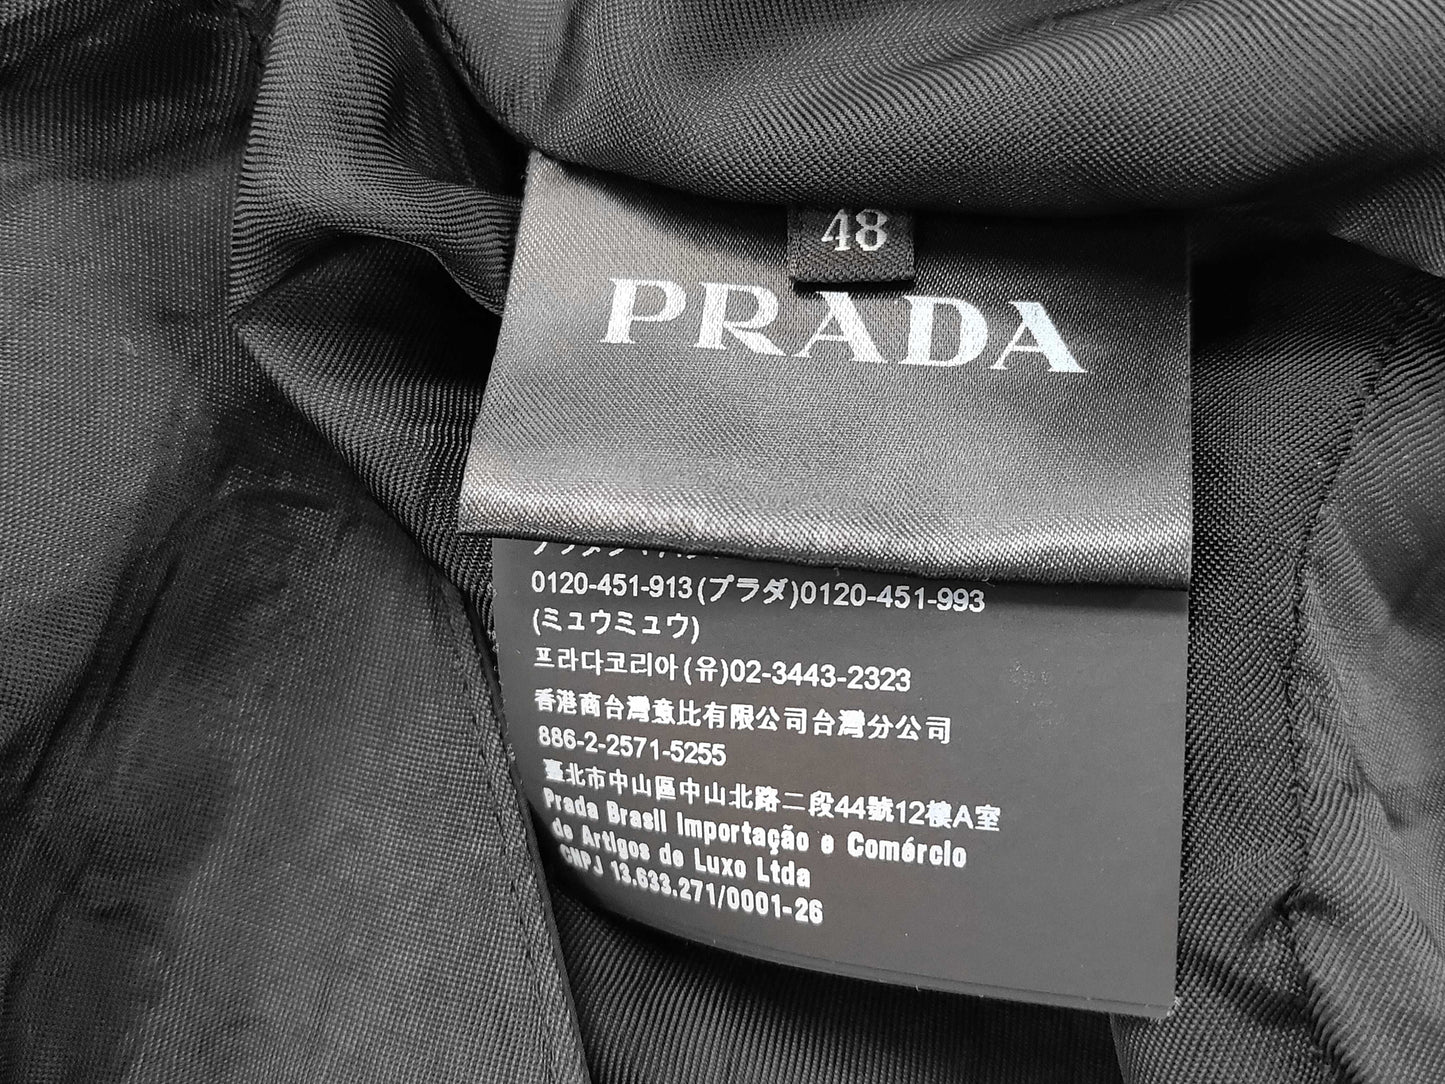 48
PRADA
0120-451-913(プラダ)0120-451-993
(ミュウミュウ)
프라다코리아(유)02-3443-2323
香港商台灣意比有限公司台灣分公司
886-2-2571-5255
臺北市中山區中山北路二段44號12樓A室
Prada Brasil Importação e Comércio
de Artigos de Luxo Ltda
CNPJ 13.633.271/0001-26